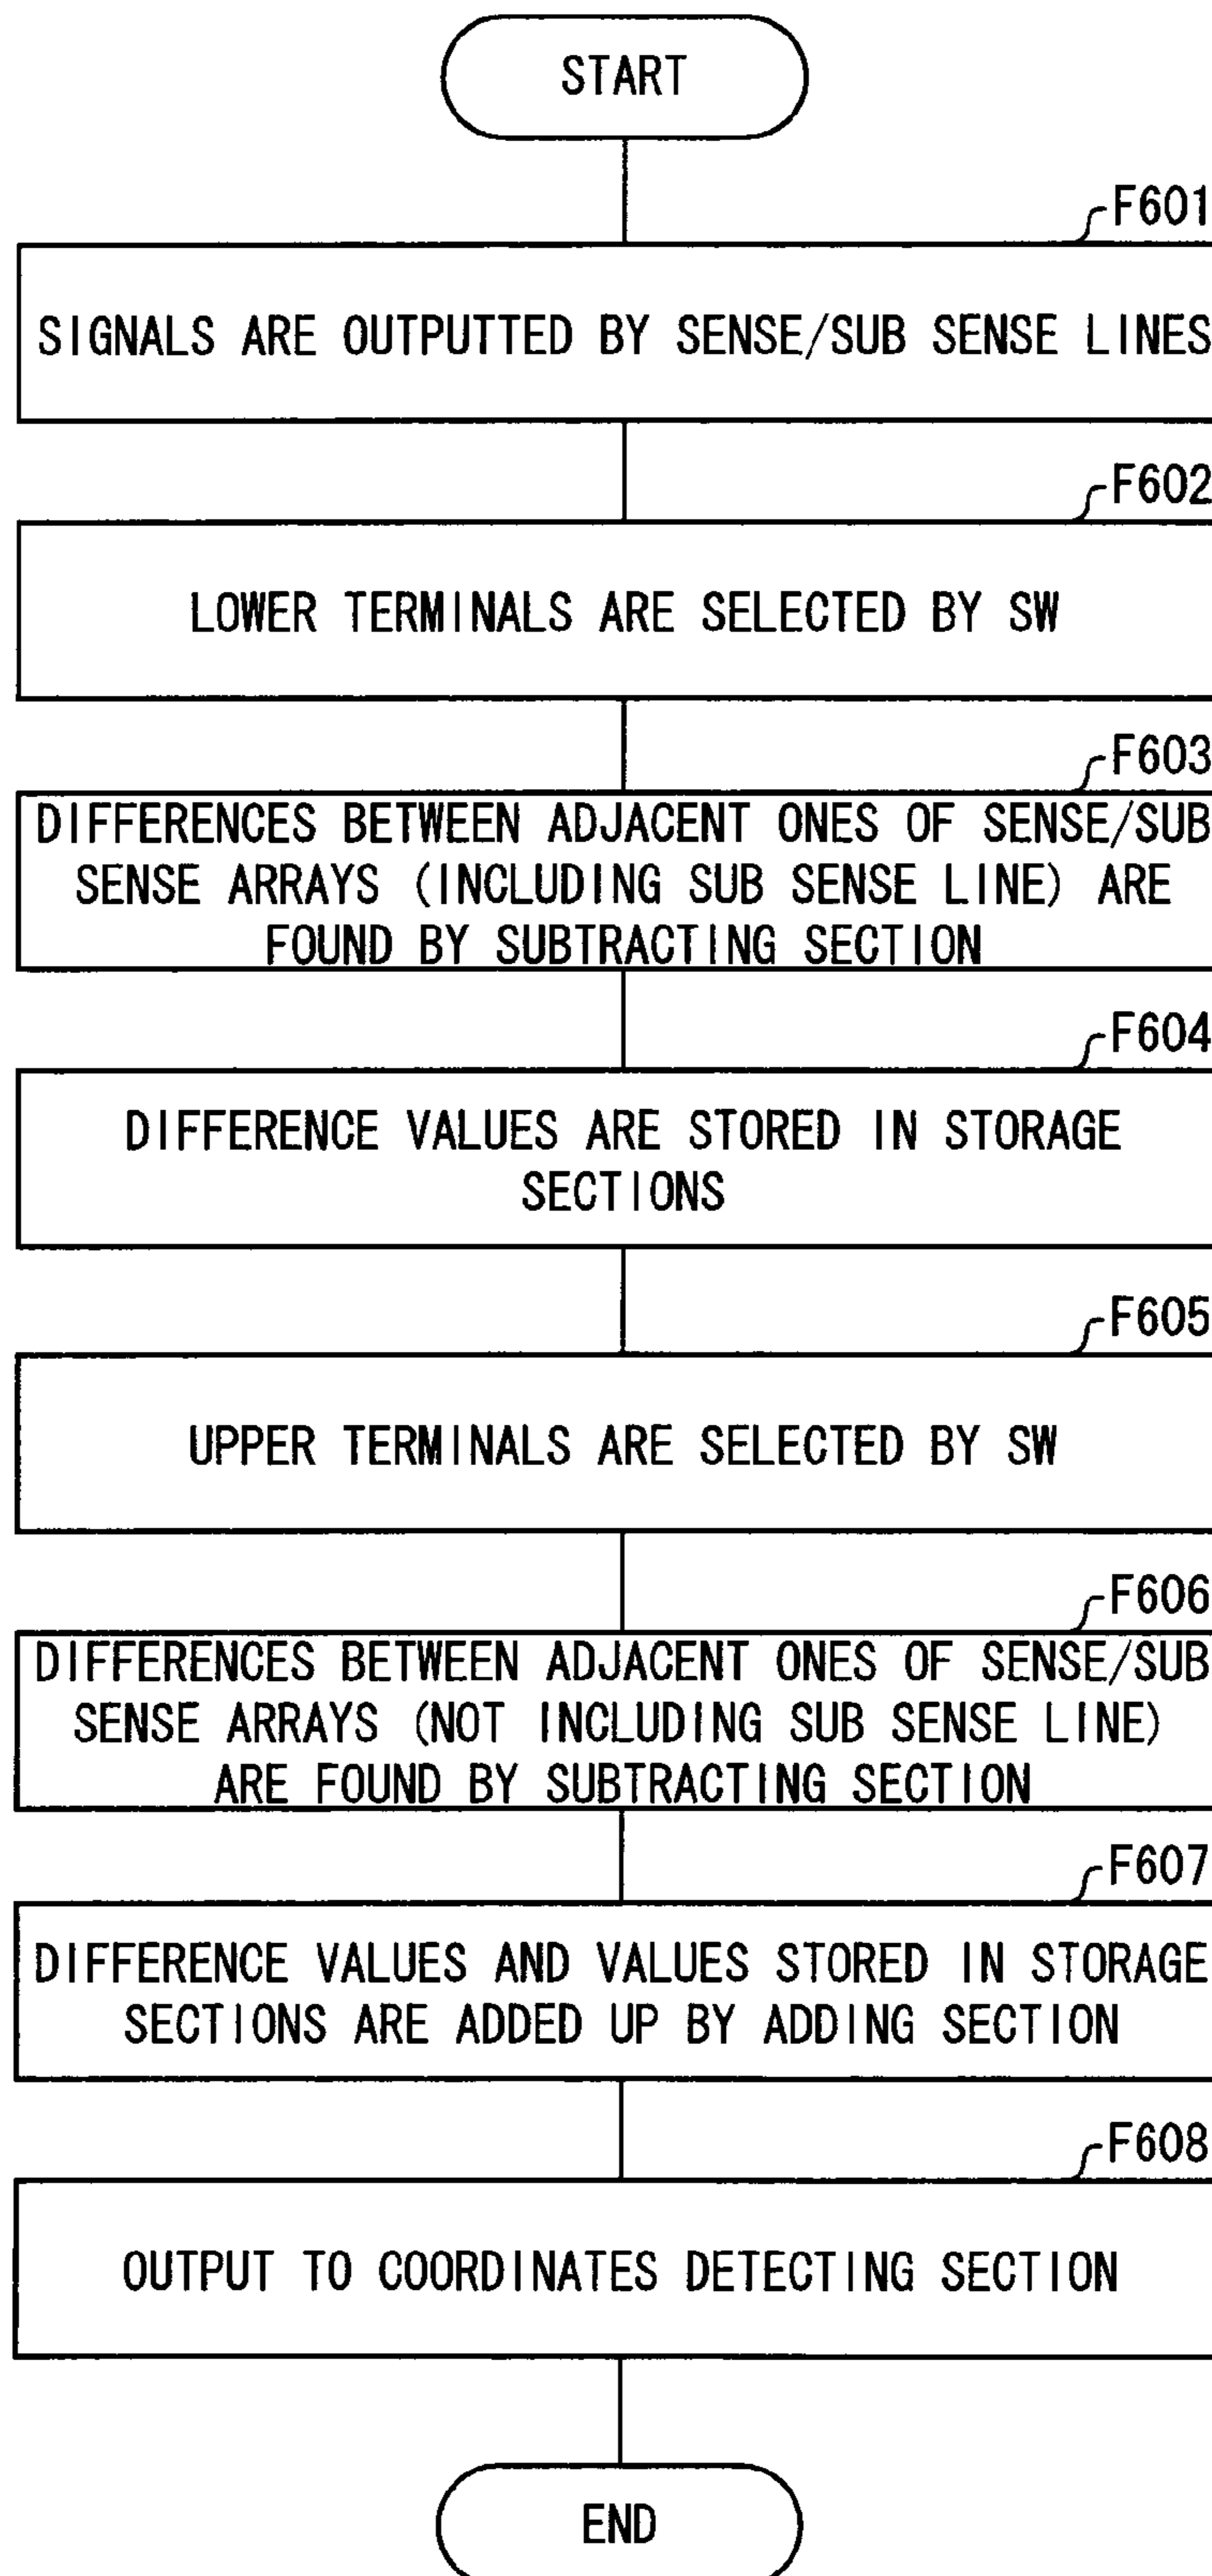 START
F601
SIGNALS ARE OUTPUTTED BY SENSE/SUB SENSE LINES
F602
LOWER TERMINALS ARE SELECTED BY SW
F603
DIFFERENCES BETWEEN ADJACENT ONES OF SENSE/SUB
SENSE ARRAYS (INCLUDING SUB SENSE LINE) ARE
FOUND BY SUBTRACTING SECTION
F604
DIFFERENCE VALUES ARE STORED IN STORAGE
SECTIONS
F605
UPPER TERMINALS ARE SELECTED BY SW
F606
DIFFERENCES BETWEEN ADJACENT ONES OF SENSE/SUB
SENSE ARRAYS (NOT INCLUDING SUB SENSE LINE)
ARE FOUND BY SUBTRACTING SECTION
F607
DIFFERENCE VALUES AND VALUES STORED IN STORAGE
SECTIONS ARE ADDED UP BY ADDING SECTION
F608
OUTPUT TO COORDINATES DETECTING SECTION
END